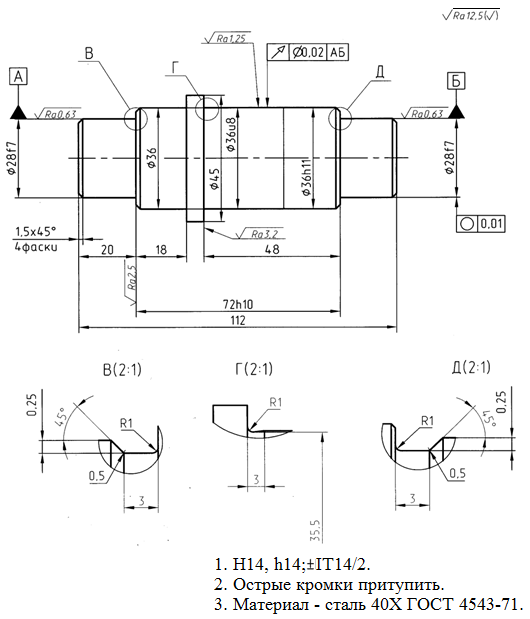 √Ra12,5(√)
В
Г
Д
√Ra1,25
↗ Ø0,02 АБ
А
Б
√Ra0,63
√Ra0,63
Ø28f7
Ø36
Ø45
Ø36u8
Ø36h11
Ø28f7
○ 0,01
1,5x45°
4фаски
20
18
√Ra3,2
48
√Ra2,5
72h10
112
В(2:1)
Г(2:1)
Д(2:1)
0,25
45°
R1
0,5
3
R1
3
35,5
R1
45°
0,25
0,5
3
1. H14, h14;±IT14/2.
2. Острые кромки притупить.
3. Материал - сталь 40Х ГОСТ 4543-71.